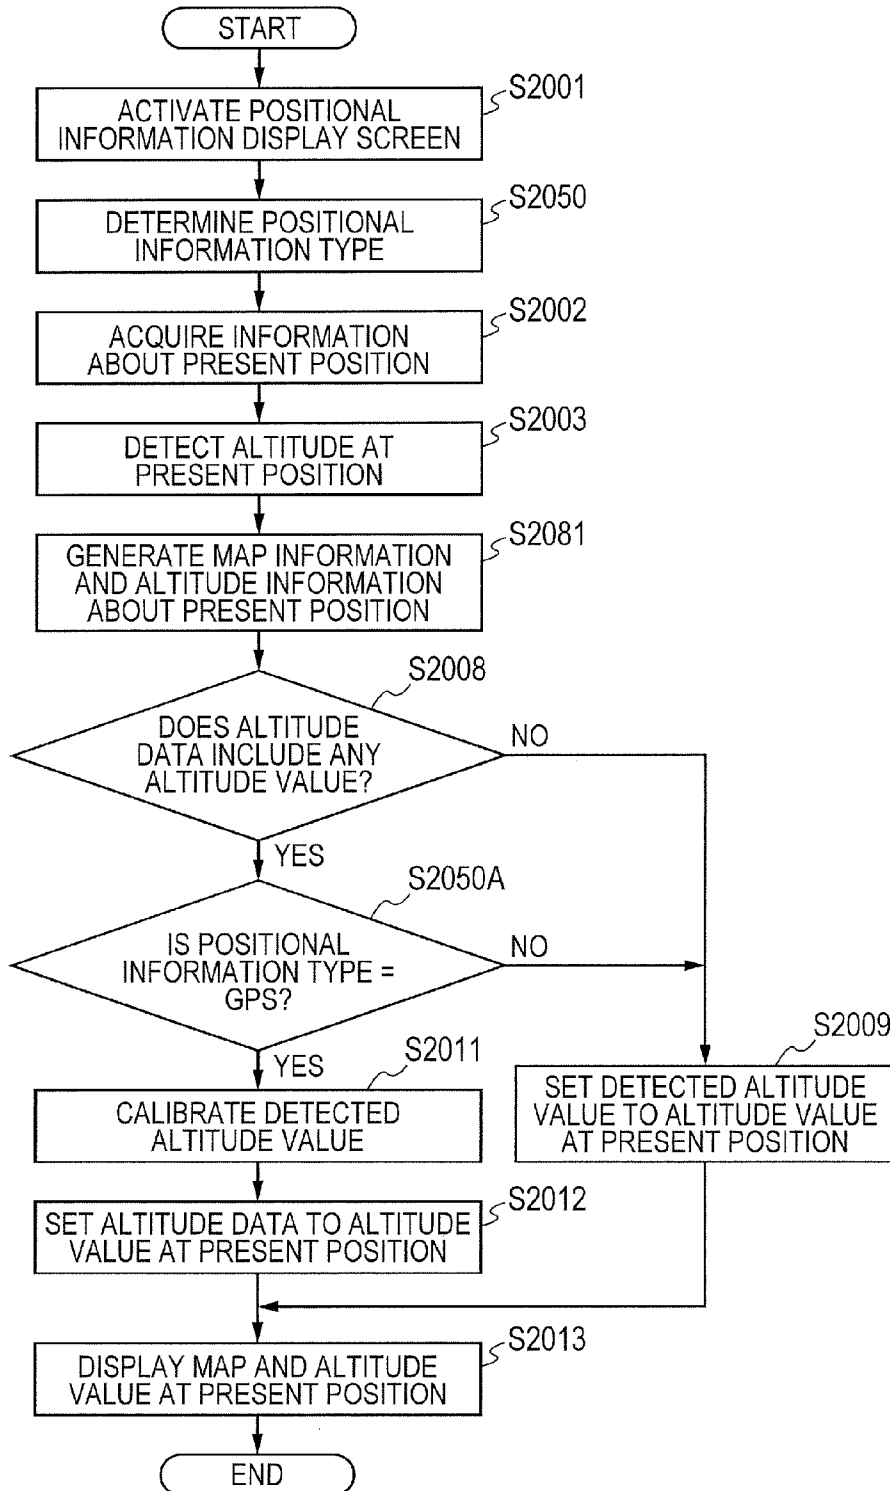 START
S2001
ACTIVATE POSITIONAL
INFORMATION DISPLAY SCREEN
S2050
DETERMINE POSITIONAL
INFORMATION TYPE
S2002
ACQUIRE INFORMATION
ABOUT PRESENT POSITION
S2003
DETECT ALTITUDE AT
PRESENT POSITION
S2081
GENERATE MAP INFORMATION
AND ALTITUDE INFORMATION
ABOUT PRESENT POSITION
S2008
DOES ALTITUDE
DATA INCLUDE ANY
ALTITUDE VALUE?
NO
YES
S2050A
IS POSITIONAL
INFORMATION TYPE =
GPS?
NO
YES
S2011
CALIBRATE DETECTED
ALTITUDE VALUE
S2009
SET DETECTED ALTITUDE
VALUE TO ALTITUDE VALUE
AT PRESENT POSITION
S2012
SET ALTITUDE DATA TO ALTITUDE
VALUE AT PRESENT POSITION
S2013
DISPLAY MAP AND ALTITUDE
VALUE AT PRESENT POSITION
END